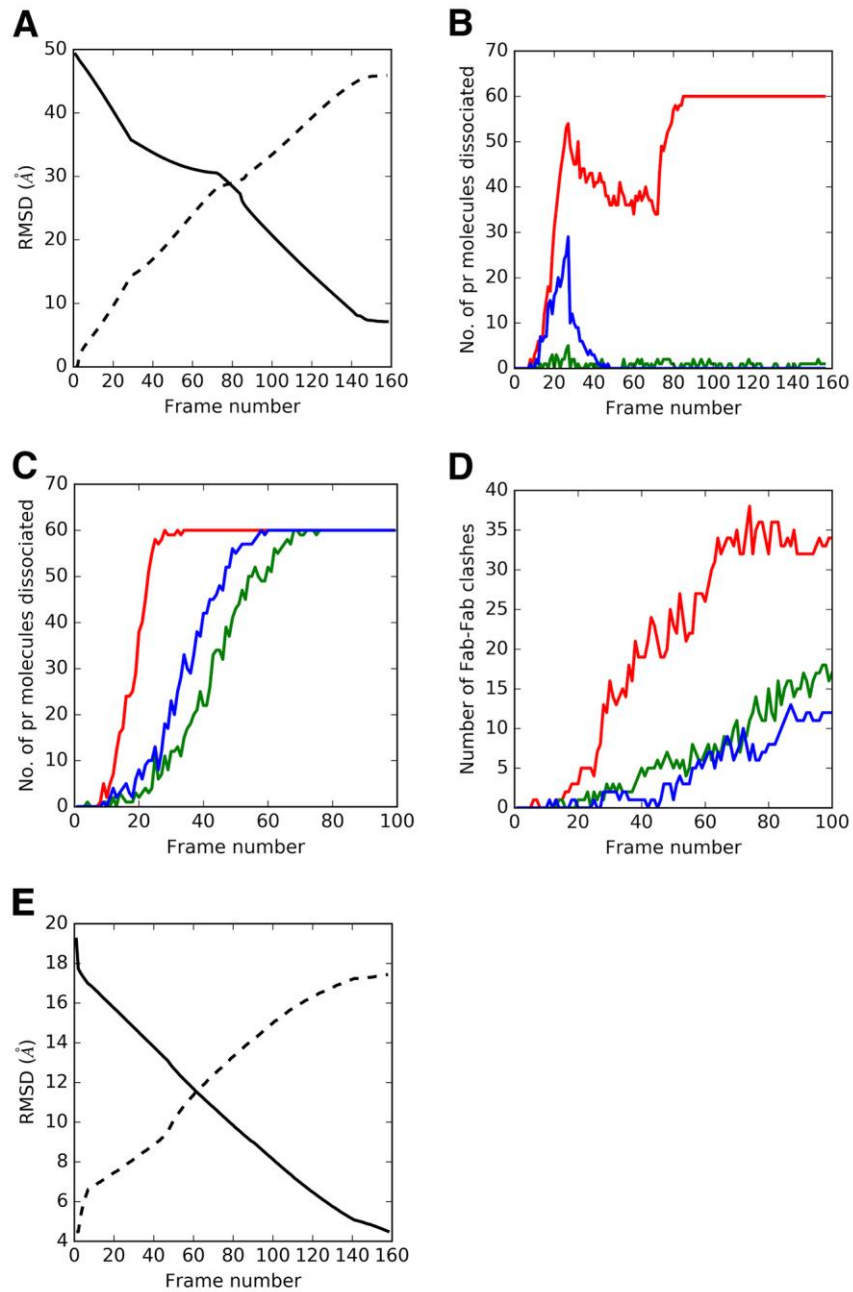 A
50
40
30
20
10
0
RMSD (Å)
0 20 40 60 80 100 120 140 160
Frame number
B
70
60
50
40
30
20
10
0
No. of pr molecules dissociated
0 20 40 60 80 100 120 140 160
Frame number
C
70
60
50
40
30
20
10
0
No. of pr molecules dissociated
0 20 40 60 80 100
Frame number
D
40
35
30
25
20
15
10
5
0
Number of Fab-Fab clashes
0 20 40 60 80 100
Frame number
E
20
18
16
14
12
10
8
6
4
RMSD (Å)
0 20 40 60 80 100 120 140 160
Frame number